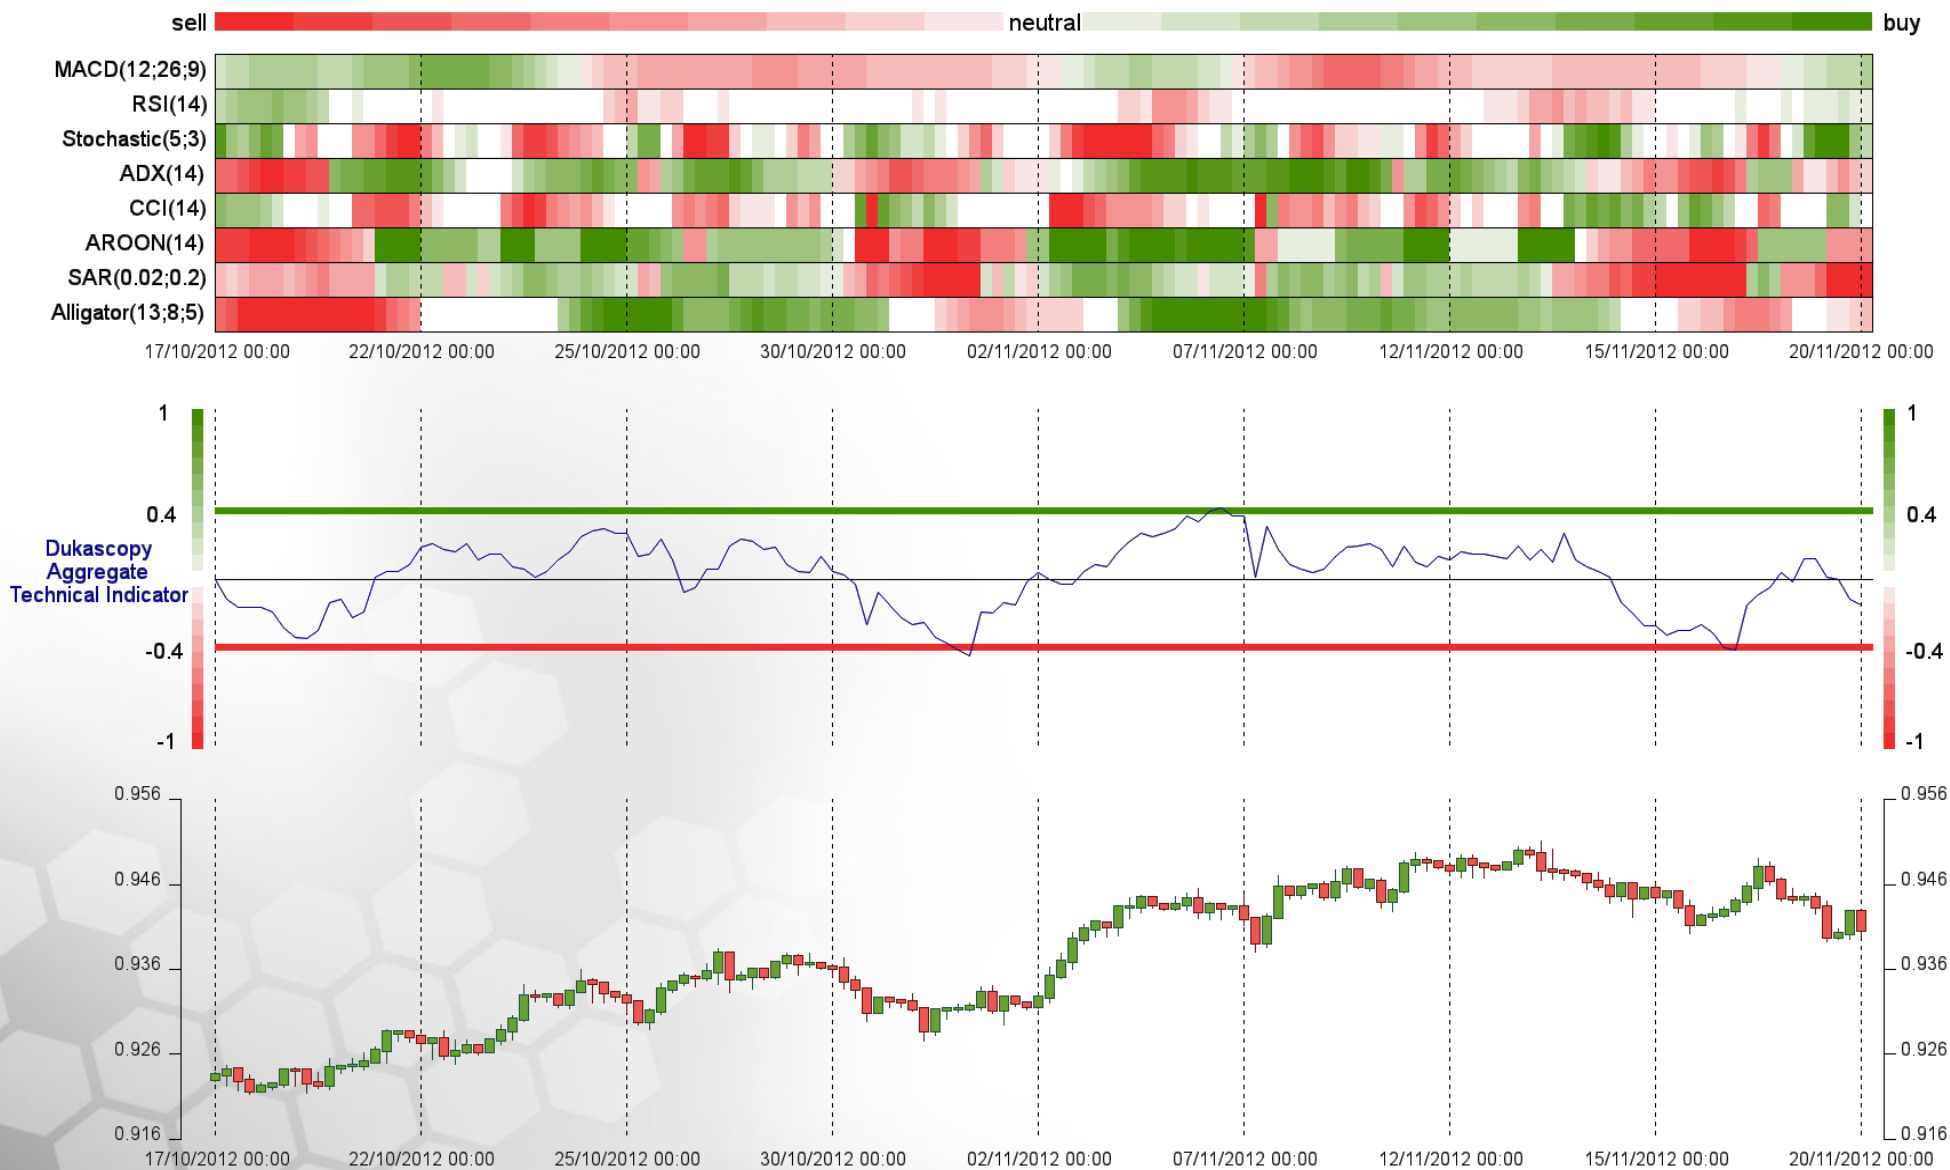 sell neutral buy
MACD(12;26;9)
RSI(14)
Stochastic(5;3)
ADX(14)
CCI(14)
AROON(14)
SAR(0.02;0.2)
Alligator(13;8;5)
17/10/2012 00:00 22/10/2012 00:00 25/10/2012 00:00 30/10/2012 00:00 02/11/2012 00:00 07/11/2012 00:00 12/11/2012 00:00 15/11/2012 00:00 20/11/2012 00:00
1 1
0.4 0.4
Dukascopy
Aggregate
Technical Indicator
-0.4 -0.4
-1 -1
0.956 0.956
0.946 0.946
0.936 0.936
0.926 0.926
0.916 0.916
17/10/2012 00:00 22/10/2012 00:00 25/10/2012 00:00 30/10/2012 00:00 02/11/2012 00:00 07/11/2012 00:00 12/11/2012 00:00 15/11/2012 00:00 20/11/2012 00:00